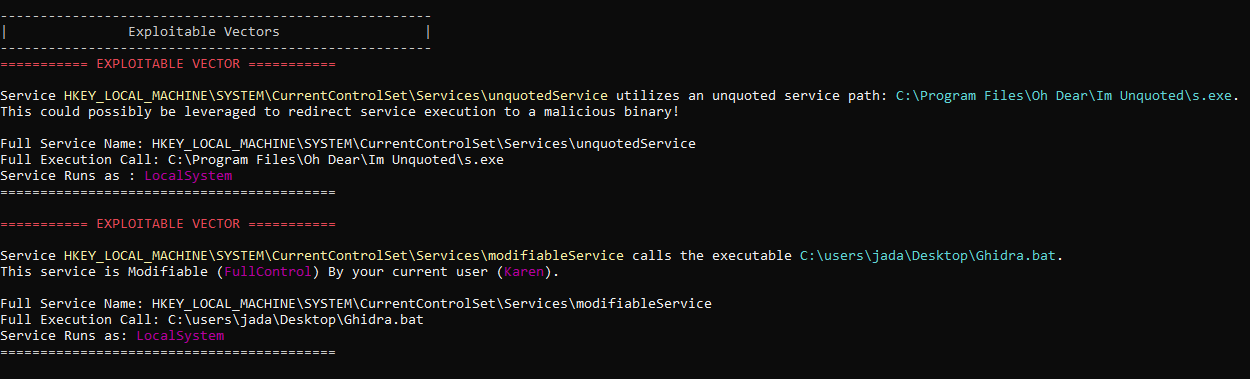 ------------------------------------------------------
|               Exploitable Vectors                  |
------------------------------------------------------
=========== EXPLOITABLE VECTOR ===========
Service HKEY_LOCAL_MACHINE\SYSTEM\CurrentControlSet\Services\unquotedService utilizes an unquoted service path: C:\Program Files\Oh Dear\Im Unquoted\s.exe.
This could possibly be leveraged to redirect service execution to a malicious binary!
Full Service Name: HKEY_LOCAL_MACHINE\SYSTEM\CurrentControlSet\Services\unquotedService
Full Execution Call: C:\Program Files\Oh Dear\Im Unquoted\s.exe
Service Runs as : LocalSystem
==========================================
=========== EXPLOITABLE VECTOR ===========
Service HKEY_LOCAL_MACHINE\SYSTEM\CurrentControlSet\Services\modifiableService calls the executable C:\users\jada\Desktop\Ghidra.bat.
This service is Modifiable (FullControl) By your current user (Karen).
Full Service Name: HKEY_LOCAL_MACHINE\SYSTEM\CurrentControlSet\Services\modifiableService
Full Execution Call: C:\users\jada\Desktop\Ghidra.bat
Service Runs as: LocalSystem
==========================================